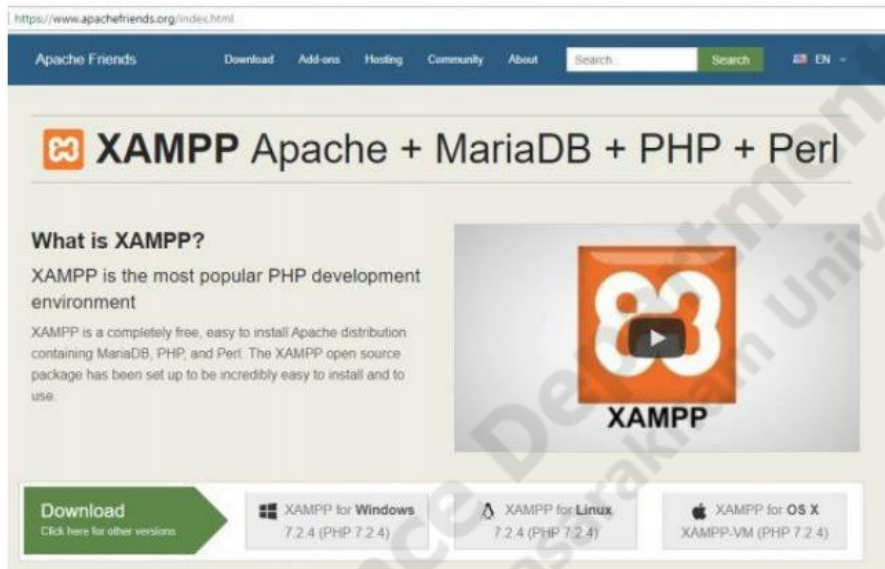 https://www.apachefriends.org/index.html
Apache Friends Download Add-ons Hosting Community About Search... Search EN
XAMPP Apache + MariaDB + PHP + Perl
What is XAMPP?
XAMPP is the most popular PHP development
environment
XAMPP is a completely free, easy to install Apache distribution
containing MariaDB, PHP, and Perl. The XAMPP open source
package has been set up to be incredibly easy to install and to
use.
XAMPP
Download
Click here for other versions
XAMPP for Windows
7.2.4 (PHP 7.2.4)
XAMPP for Linux
7.2.4 (PHP 7.2.4)
XAMPP for OS X
XAMPP-VM (PHP 7.2.4)